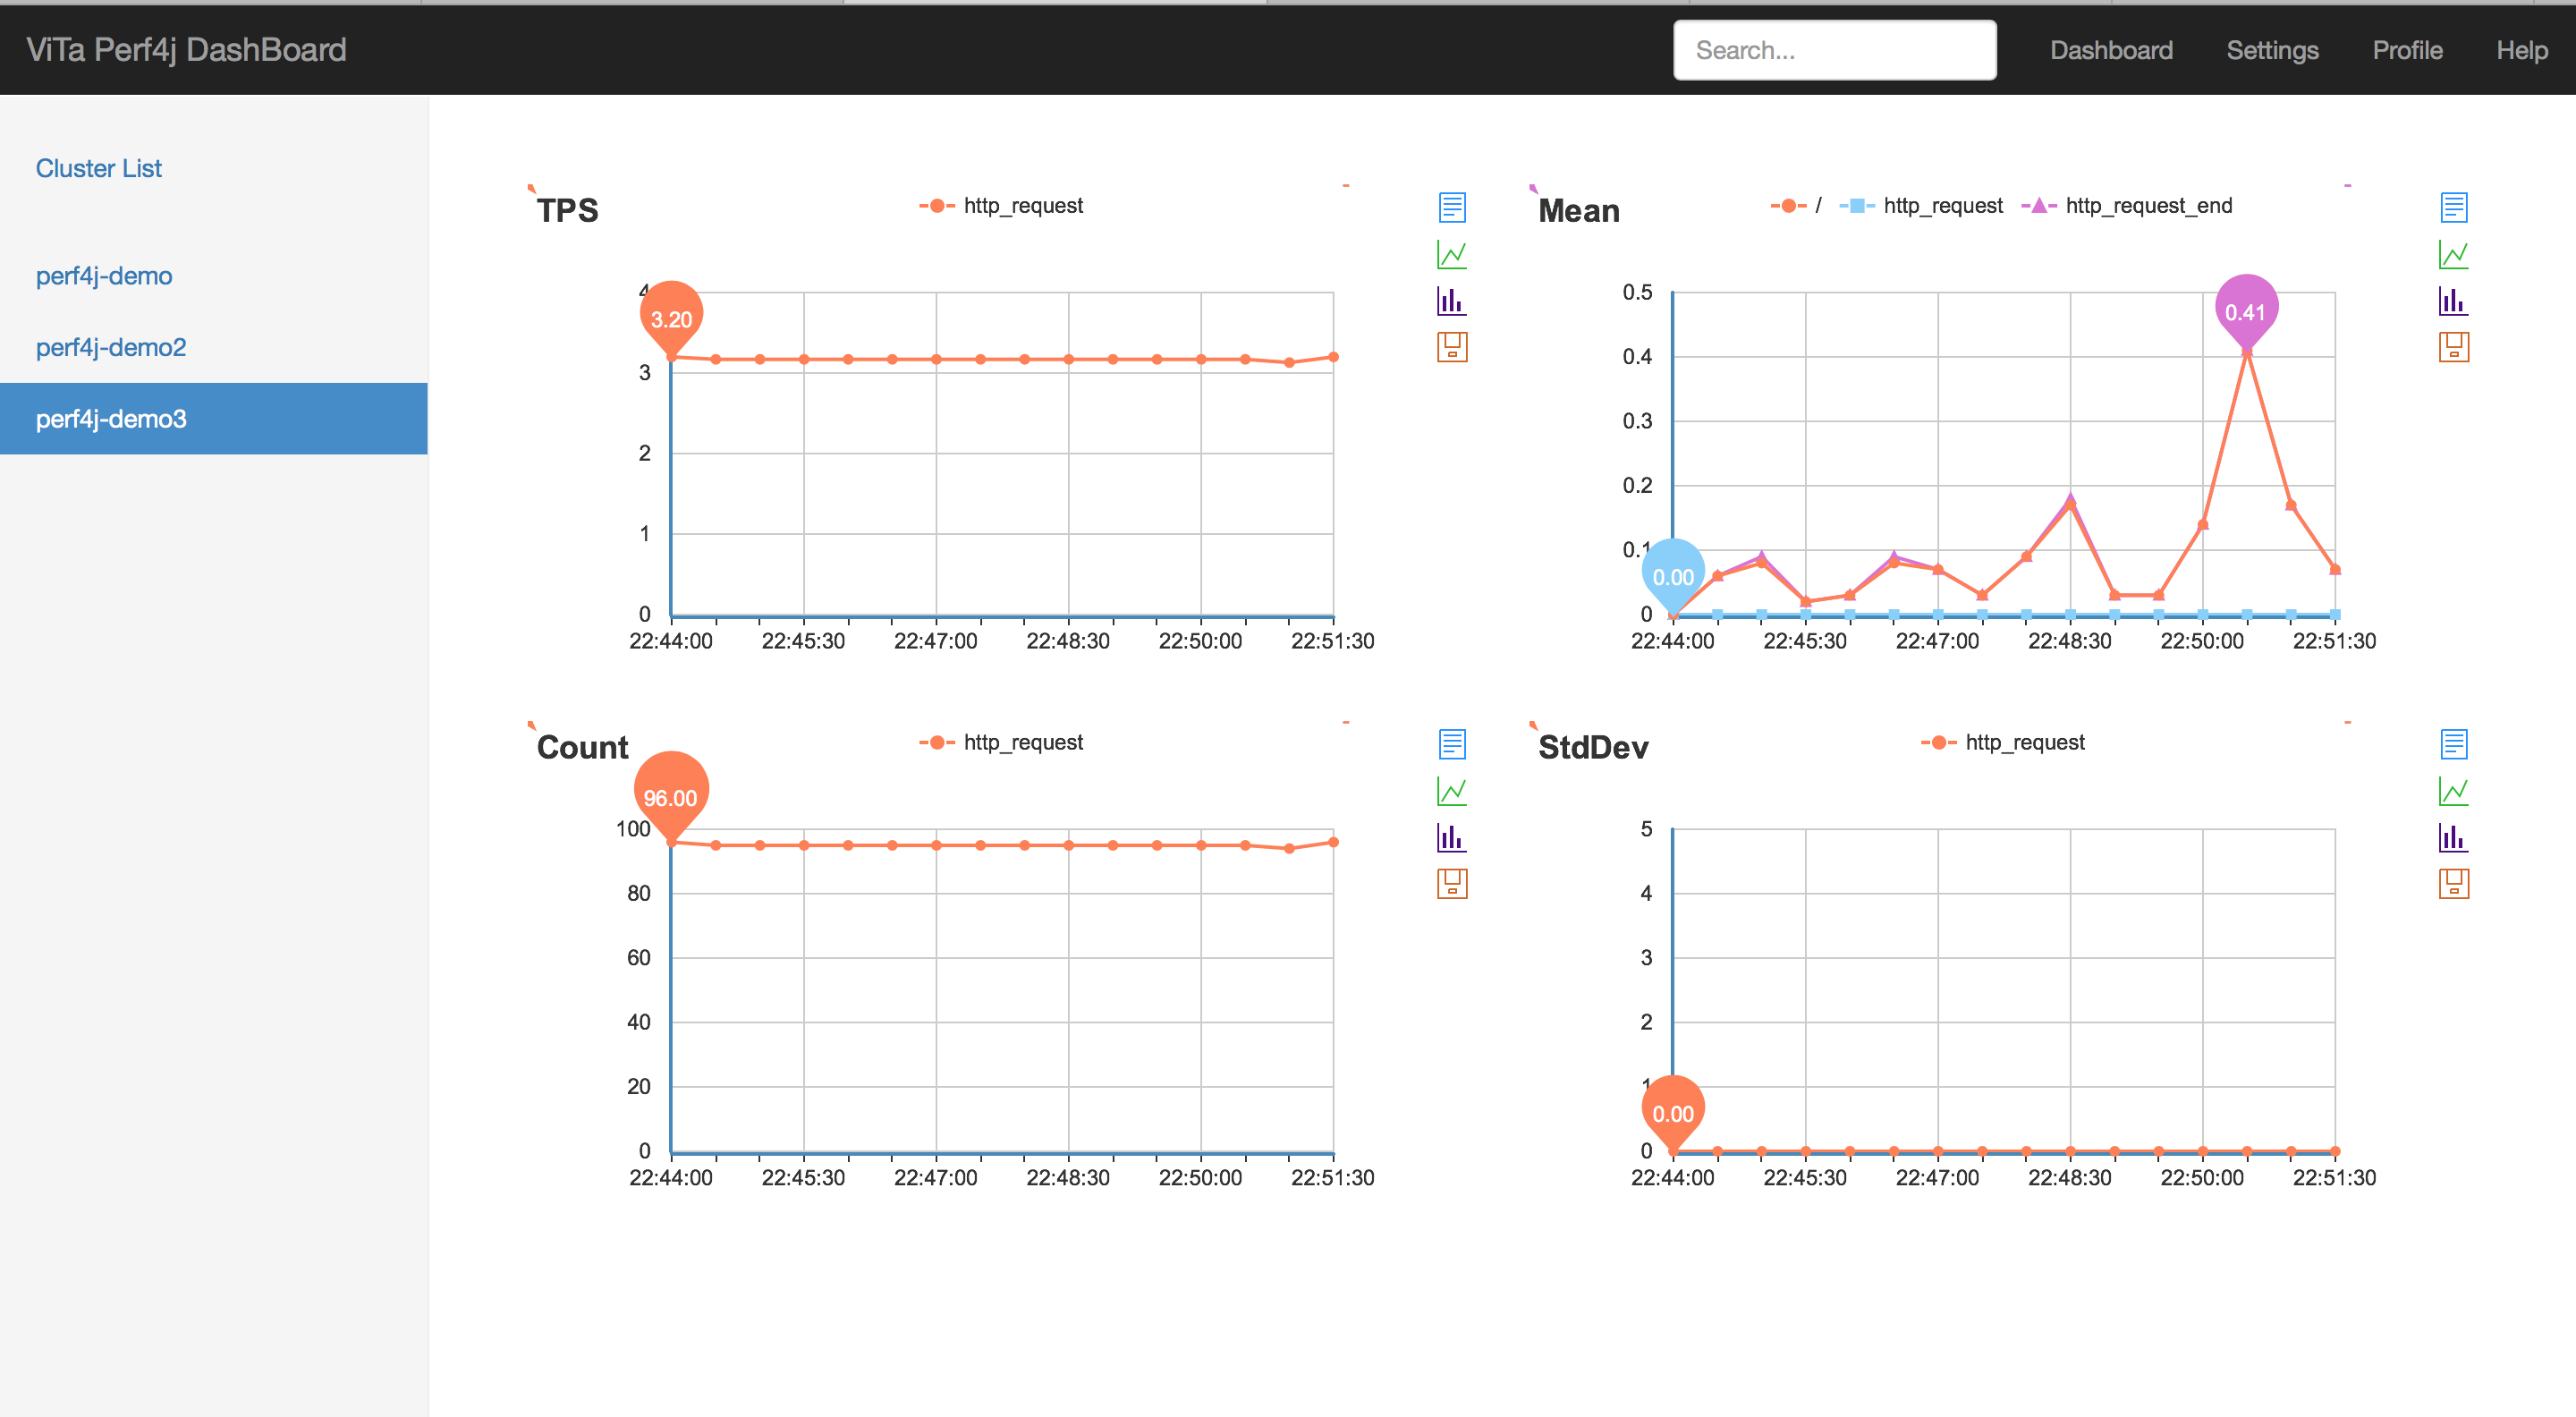 ViTa Perf4j DashBoard
Search...
Dashboard Settings Profile Help
Cluster List
perf4j-demo
perf4j-demo2
perf4j-demo3
TPS
http_request
4
3.20
3
2
1
0
22:44:00 22:45:30 22:47:00 22:48:30 22:50:00 22:51:30
Mean
/ http_request http_request_end
0.5
0.41
0.4
0.3
0.2
0.1
0.00
0
22:44:00 22:45:30 22:47:00 22:48:30 22:50:00 22:51:30
Count
http_request
96.00
100
80
60
40
20
0
22:44:00 22:45:30 22:47:00 22:48:30 22:50:00 22:51:30
StdDev
http_request
5
4
3
2
1
0.00
0
22:44:00 22:45:30 22:47:00 22:48:30 22:50:00 22:51:30